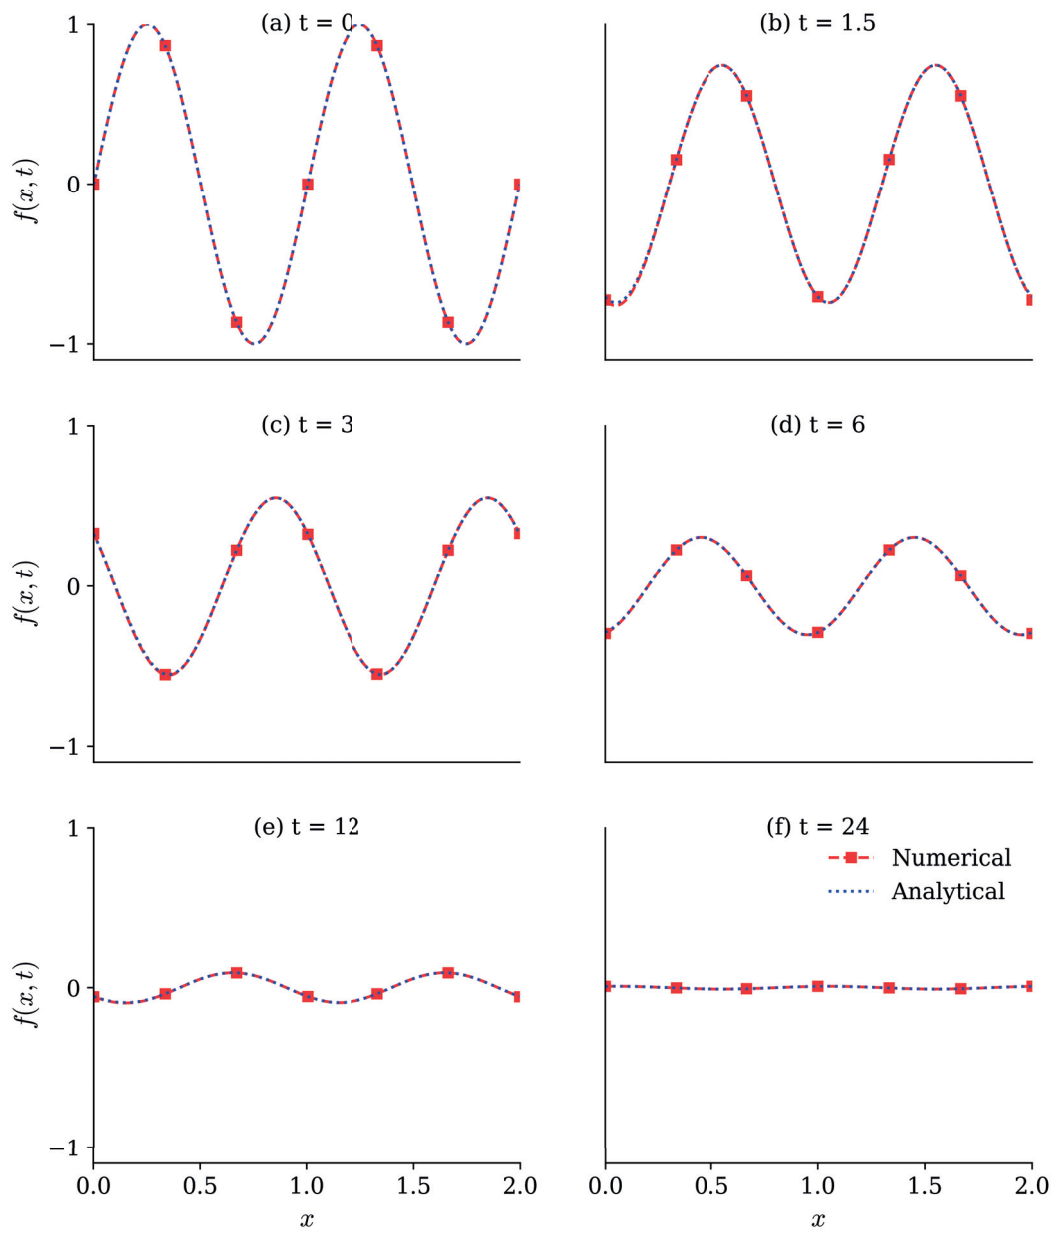 (a) t = 0
(b) t = 1.5
1
0
−1
f(x, t)
(c) t = 3
(d) t = 6
1
0
−1
f(x, t)
(e) t = 12
(f) t = 24
Numerical
Analytical
1
0
−1
f(x, t)
0.0 0.5 1.0 1.5 2.0
0.0 0.5 1.0 1.5 2.0
x
x